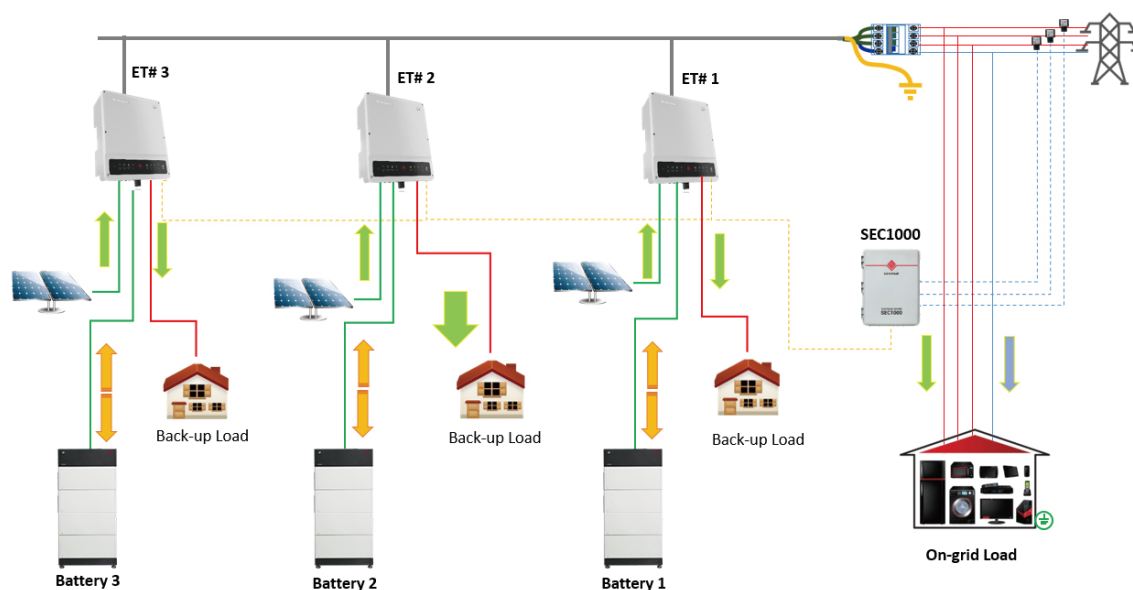 ET# 3
ET# 2
ET# 1
SEC1000
SEC1000
Back-up Load
Back-up Load
Back-up Load
On-grid Load
Battery 3
Battery 2
Battery 1